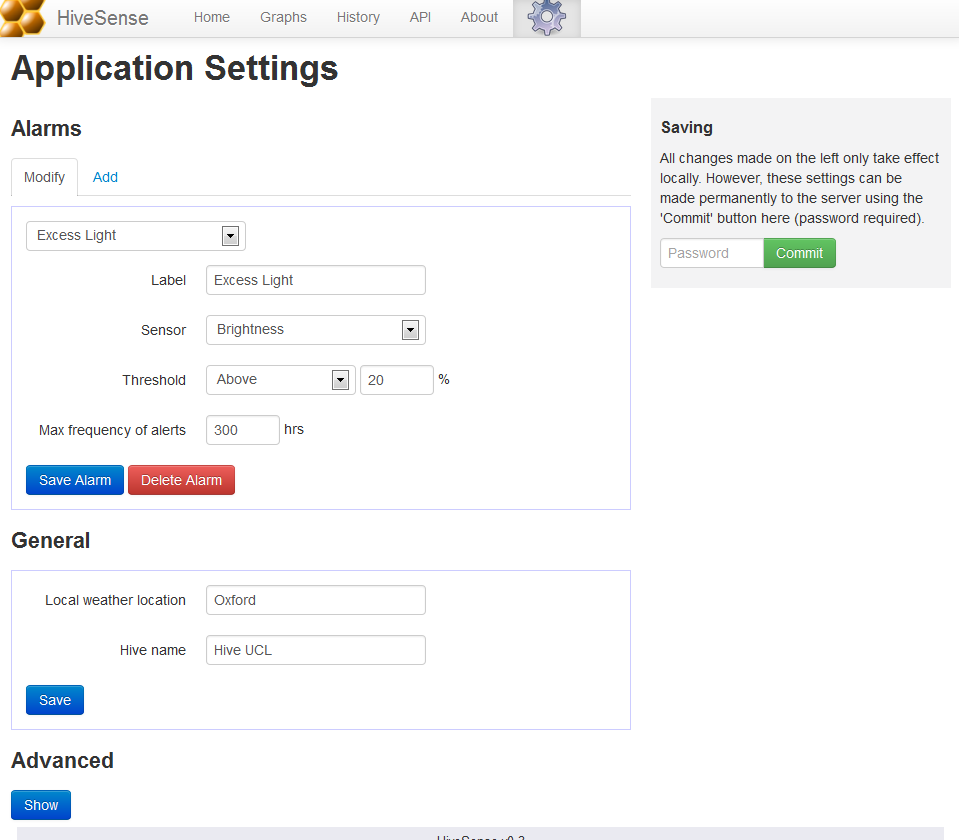 HiveSense Home Graphs History API About
Application Settings
Alarms
Modify Add
Excess Light
Label Excess Light
Sensor Brightness
Threshold Above 20 %
Max frequency of alerts 300 hrs
Save Alarm Delete Alarm
General
Local weather location Oxford
Hive name Hive UCL
Save
Advanced
Show
Saving
All changes made on the left only take effect
locally. However, these settings can be
made permanently to the server using the
'Commit' button here (password required).
Password Commit
HiveSense